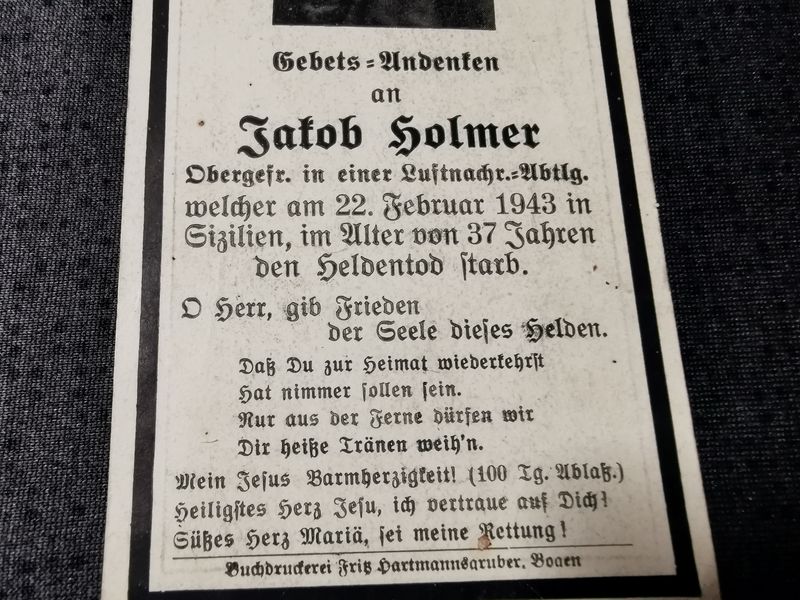 Gebets=Andenken
an
Jakob Holmer
Obergefr. in einer Luftnachr.=Abtlg.
welcher am 22. Februar 1943 in
Sizilien, im Alter von 37 Jahren
den Heldentod starb.
O Herr, gib Frieden
der Seele dieses Helden.
Daß Du zur Heimat wiederkehrst
Hat nimmer sollen sein.
Nur aus der Ferne dürfen wir
Dir heiße Tränen weih'n.
Mein Jesus Barmherzigkeit! (100 Tg. Ablaß.)
Heiligstes Herz Jesu, ich vertraue auf Dich!
Süßes Herz Mariä, sei meine Rettung!
Buchdruckerei Fritz Hartmannsgruber, Bogen